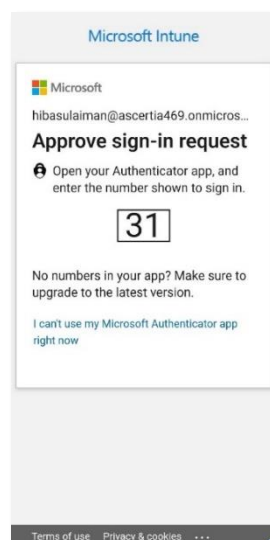 Microsoft Intune
Microsoft
hibasulaiman@ascertia469.onmicros...
Approve sign-in request
Open your Authenticator app, and
enter the number shown to sign in.
31
No numbers in your app? Make sure to
upgrade to the latest version.
I can't use my Microsoft Authenticator app
right now
Terms of use Privacy & cookies ...